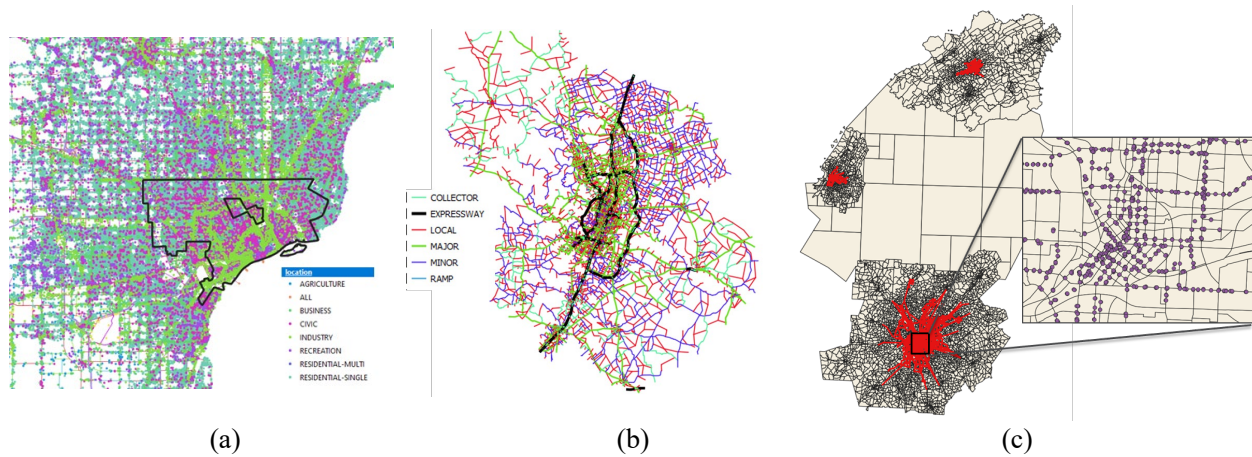 location
AGRICULTURE
ALL
BUSINESS
CIVIC
INDUSTRY
RECREATION
RESIDENTIAL-MULTI
RESIDENTIAL-SINGLE
COLLECTOR
EXPRESSWAY
LOCAL
MAJOR
MINOR
RAMP
(a)
(b)
(c)